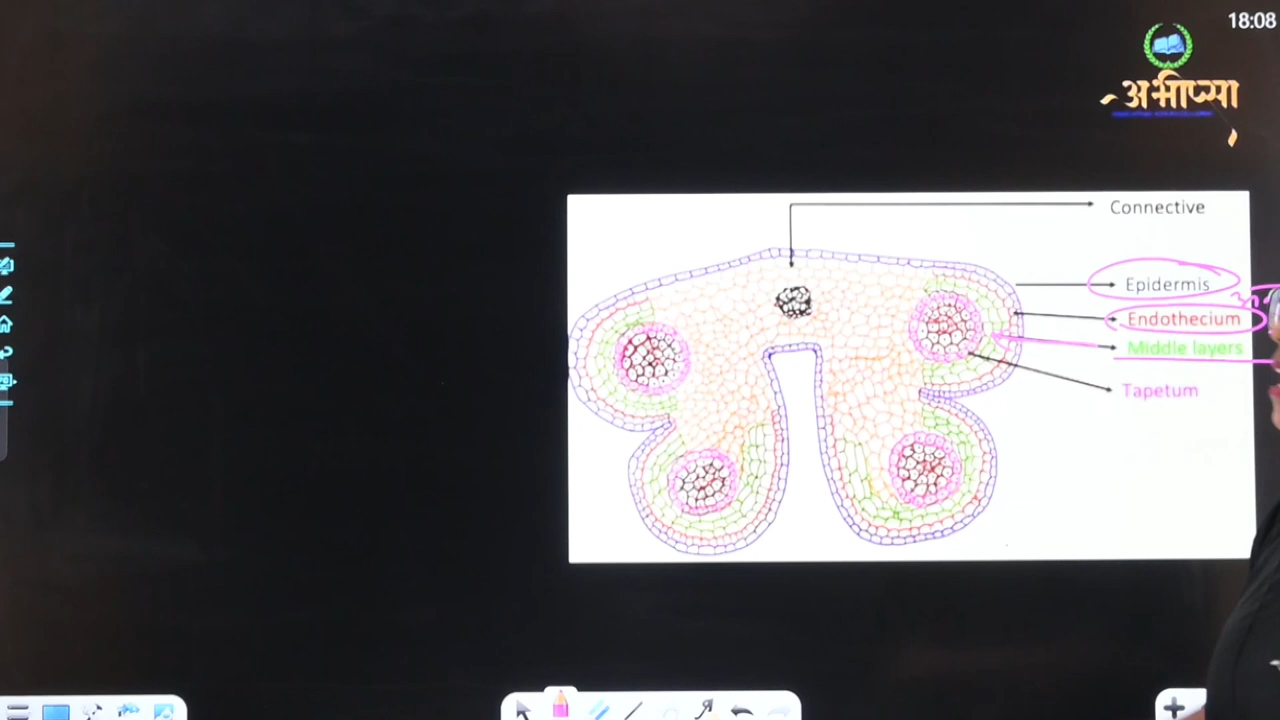 18:08
अभीप्सा
Connective
Epidermis
Endothecium
Middle layers
Tapetum